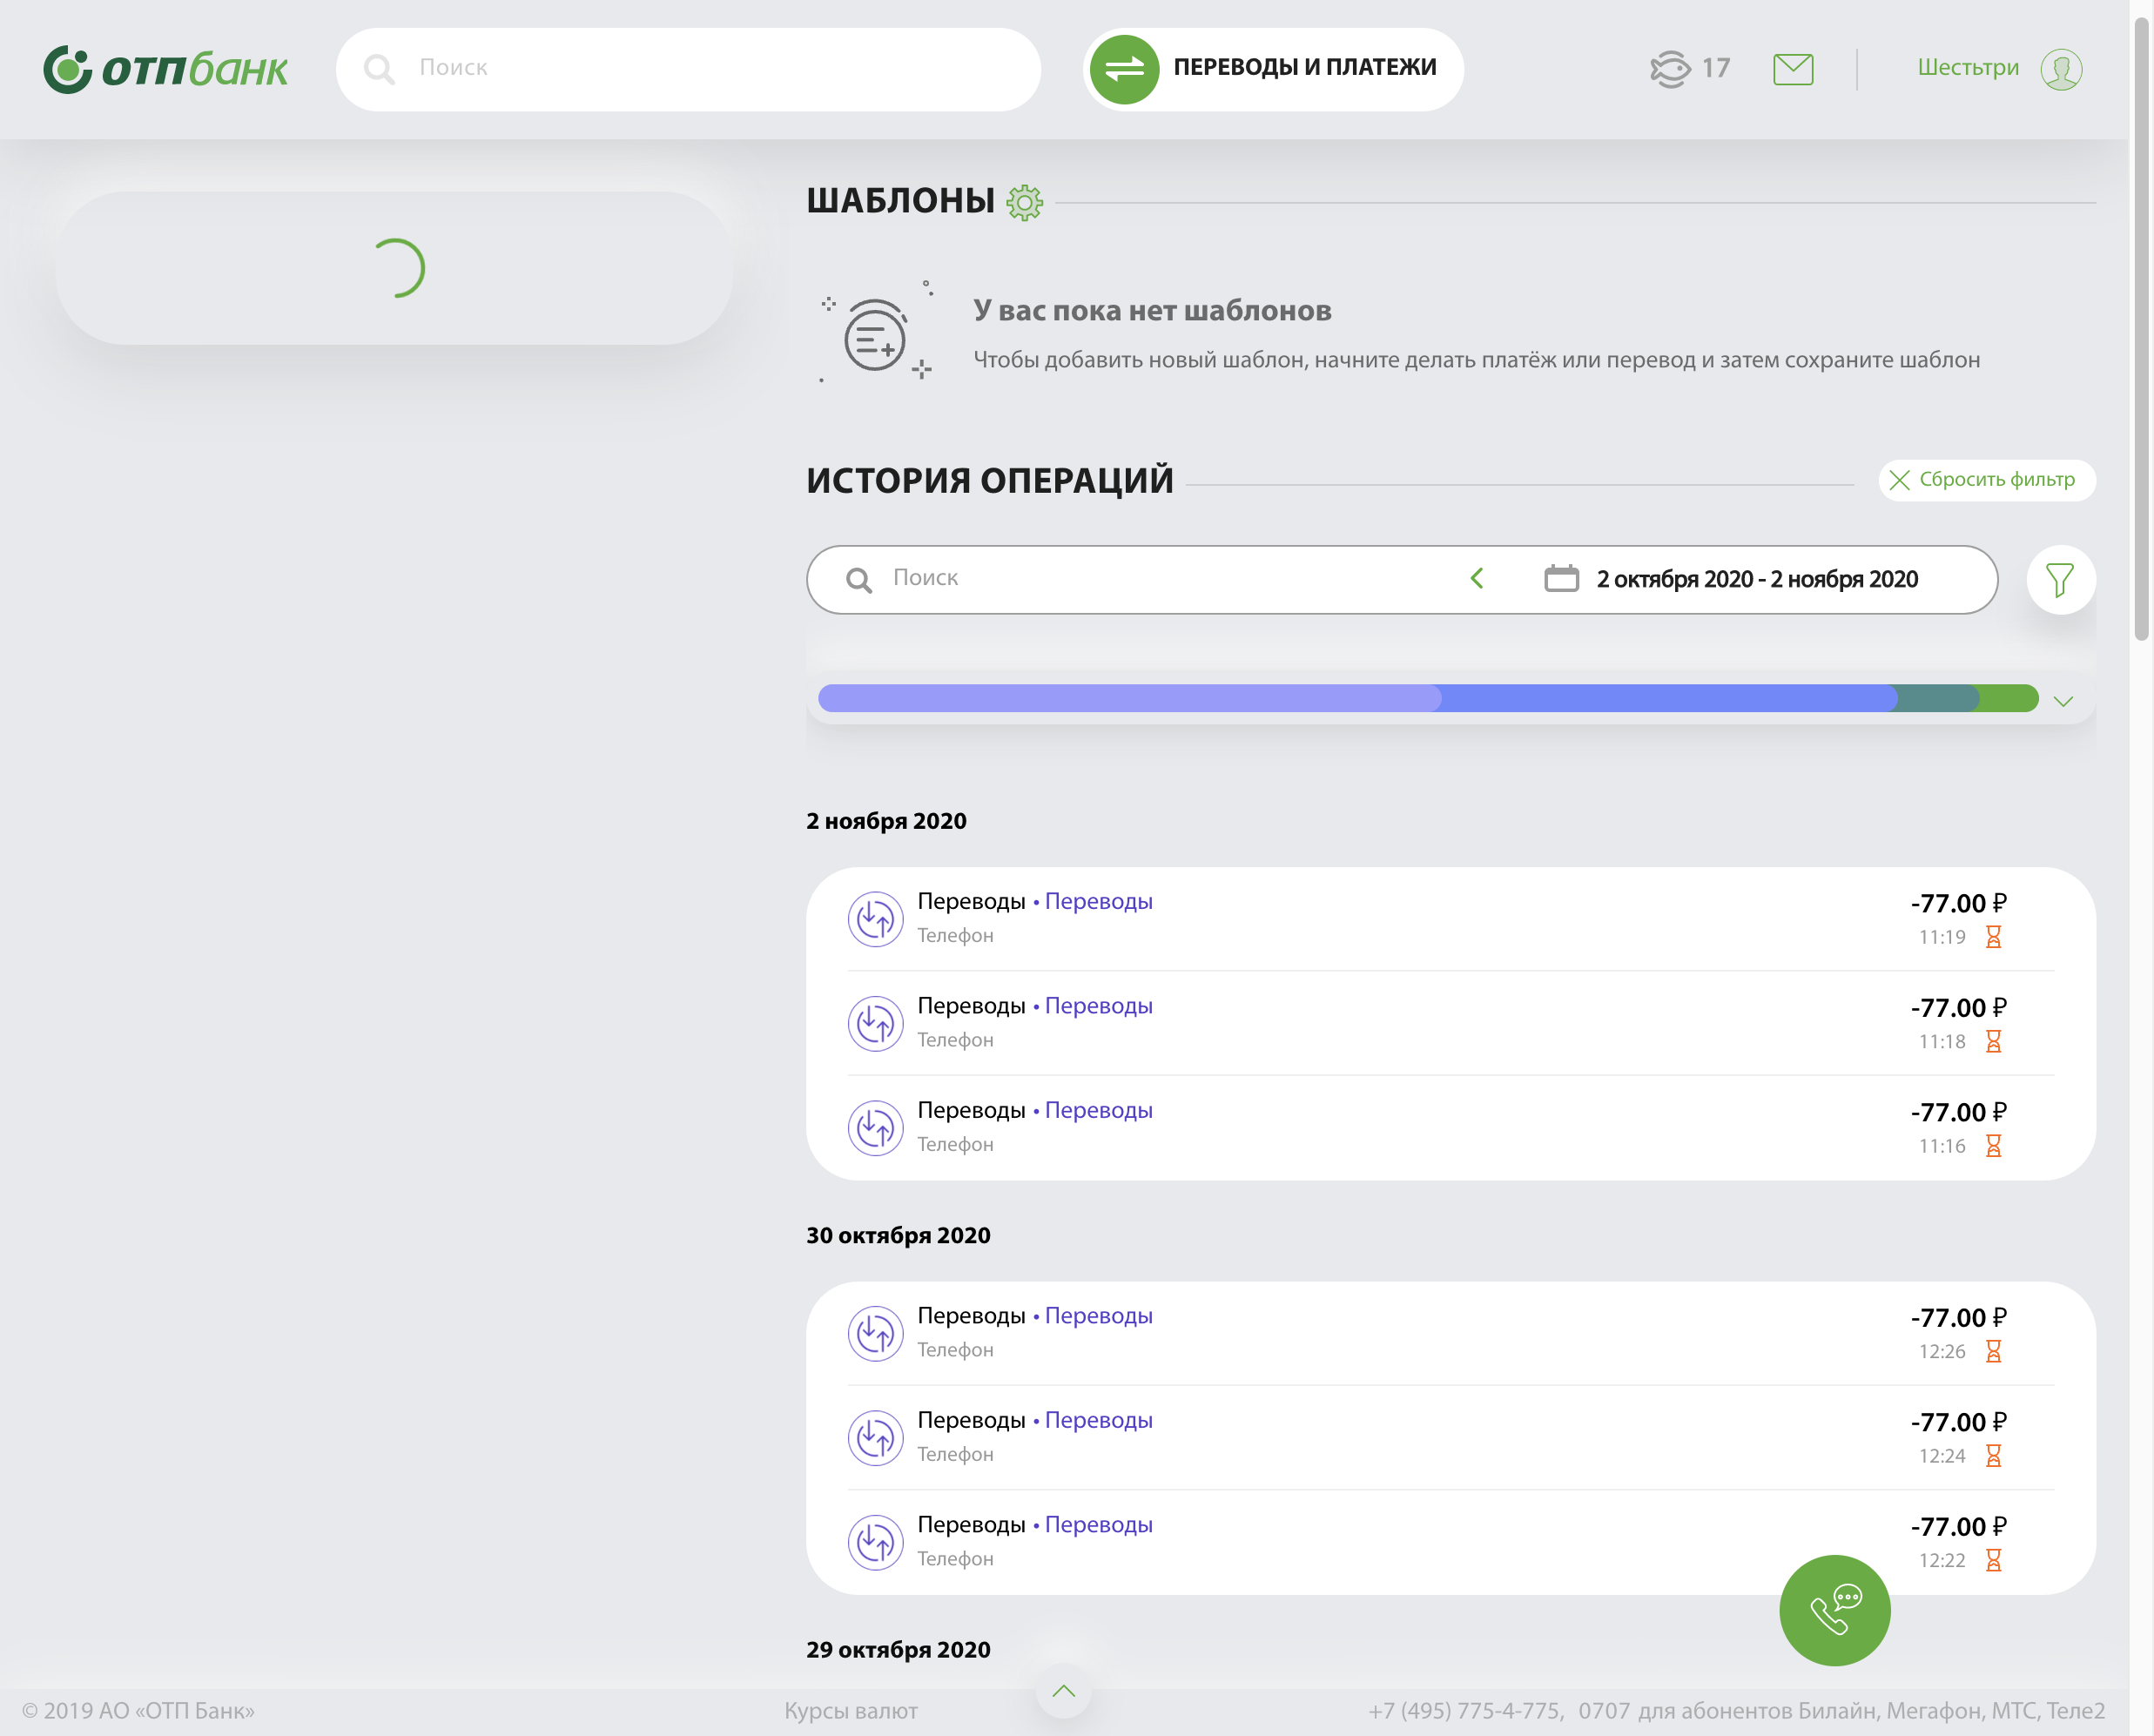 отпбанк
Поиск
ПЕРЕВОДЫ И ПЛАТЕЖИ
17
Шестьтри
ШАБЛОНЫ
У вас пока нет шаблонов
Чтобы добавить новый шаблон, начните делать платёж или перевод и затем сохраните шаблон
ИСТОРИЯ ОПЕРАЦИЙ
Сбросить фильтр
Поиск
2 октября 2020 - 2 ноября 2020
2 ноября 2020
Переводы • Переводы
-77.00 ₽
Телефон
11:19
Переводы • Переводы
-77.00 ₽
Телефон
11:18
Переводы • Переводы
-77.00 ₽
Телефон
11:16
30 октября 2020
Переводы • Переводы
-77.00 ₽
Телефон
12:26
Переводы • Переводы
-77.00 ₽
Телефон
12:24
Переводы • Переводы
-77.00 ₽
Телефон
12:22
29 октября 2020
© 2019 АО «ОТП Банк»
Курсы валют
+7 (495) 775-4-775, 0707 для абонентов Билайн, Мегафон, МТС, Теле2